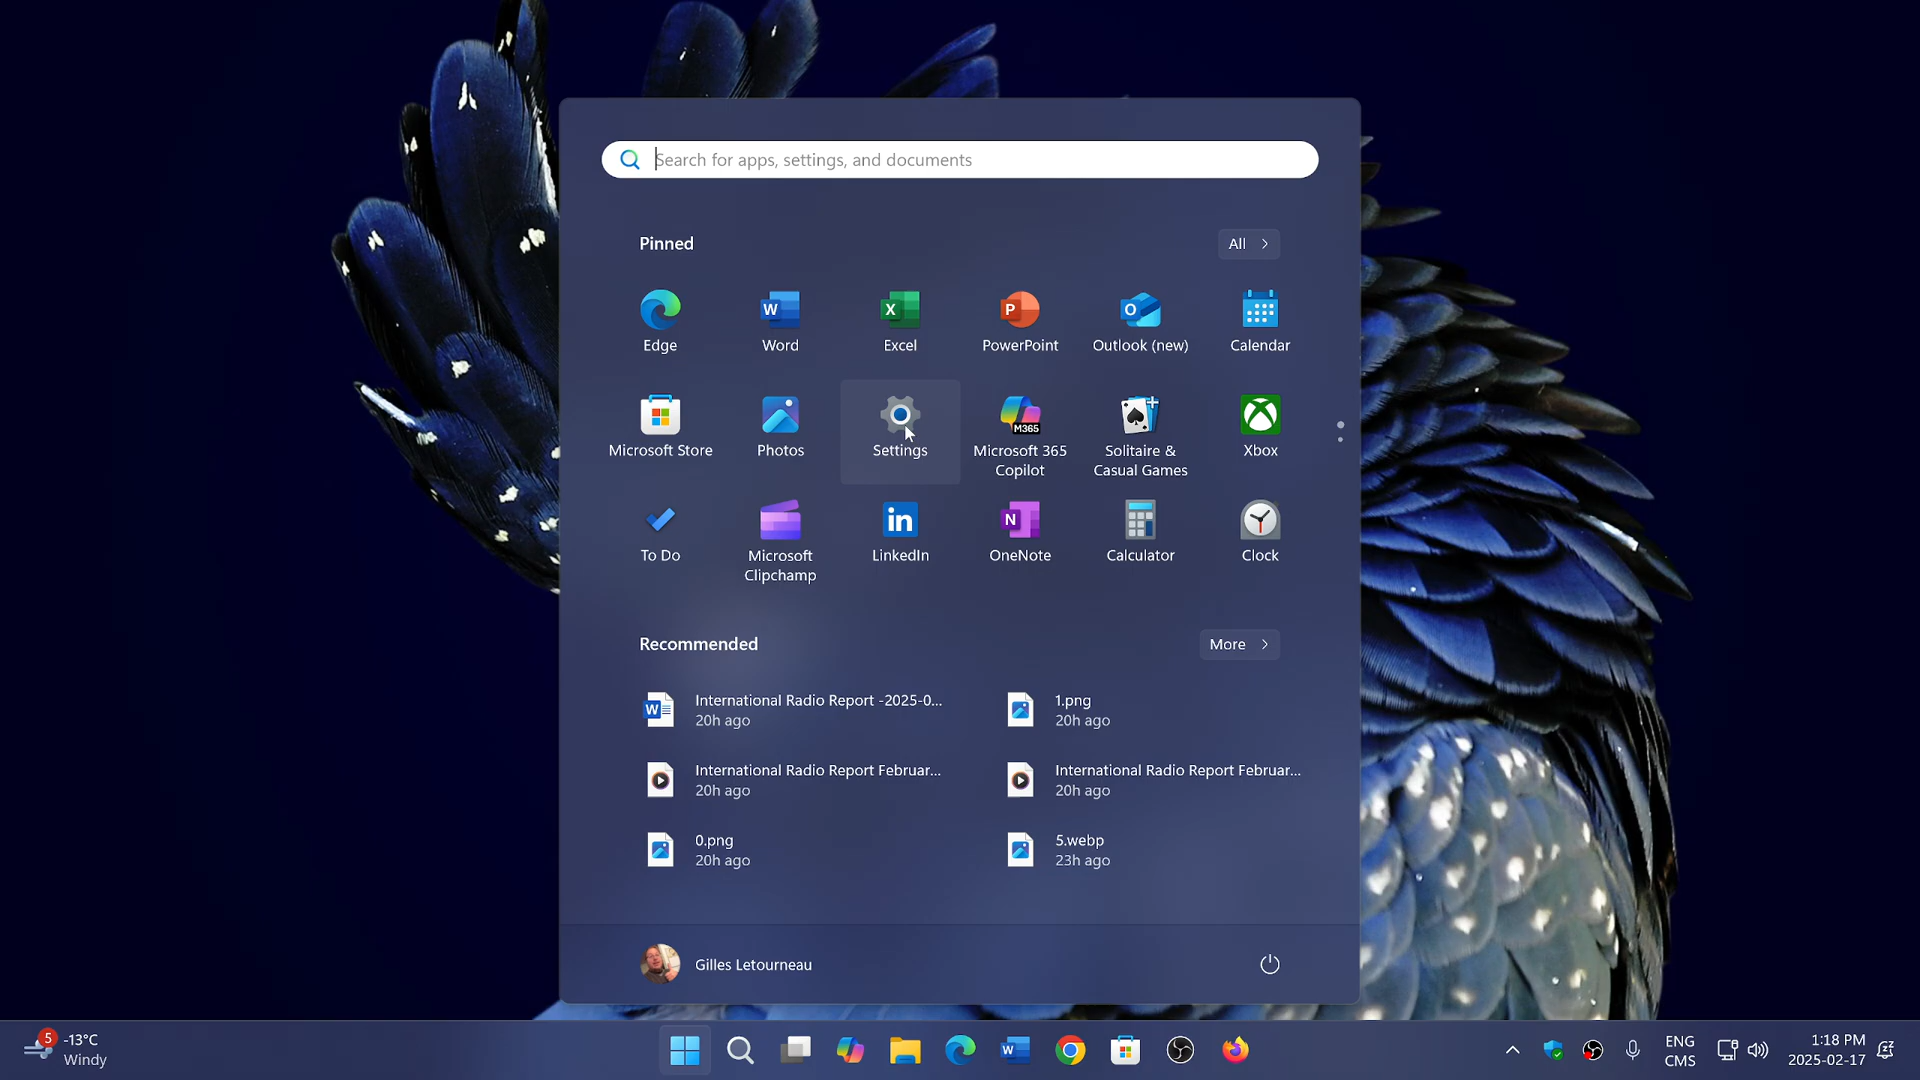 Search for apps, settings, and documents
Pinned
All
Edge
Word
Excel
PowerPoint
Outlook (new)
Calendar
Microsoft Store
Photos
Settings
M365
Microsoft 365
Copilot
Solitaire &
Casual Games
Xbox
To Do
Microsoft
Clipchamp
LinkedIn
OneNote
Calculator
Clock
Recommended
More
International Radio Report -2025-0...
20h ago
1.png
20h ago
International Radio Report Februar...
20h ago
International Radio Report Februar...
20h ago
0.png
20h ago
5.webp
23h ago
Gilles Letourneau
5
-13°C
Windy
ENG
CMS
1:18 PM
2025-02-17